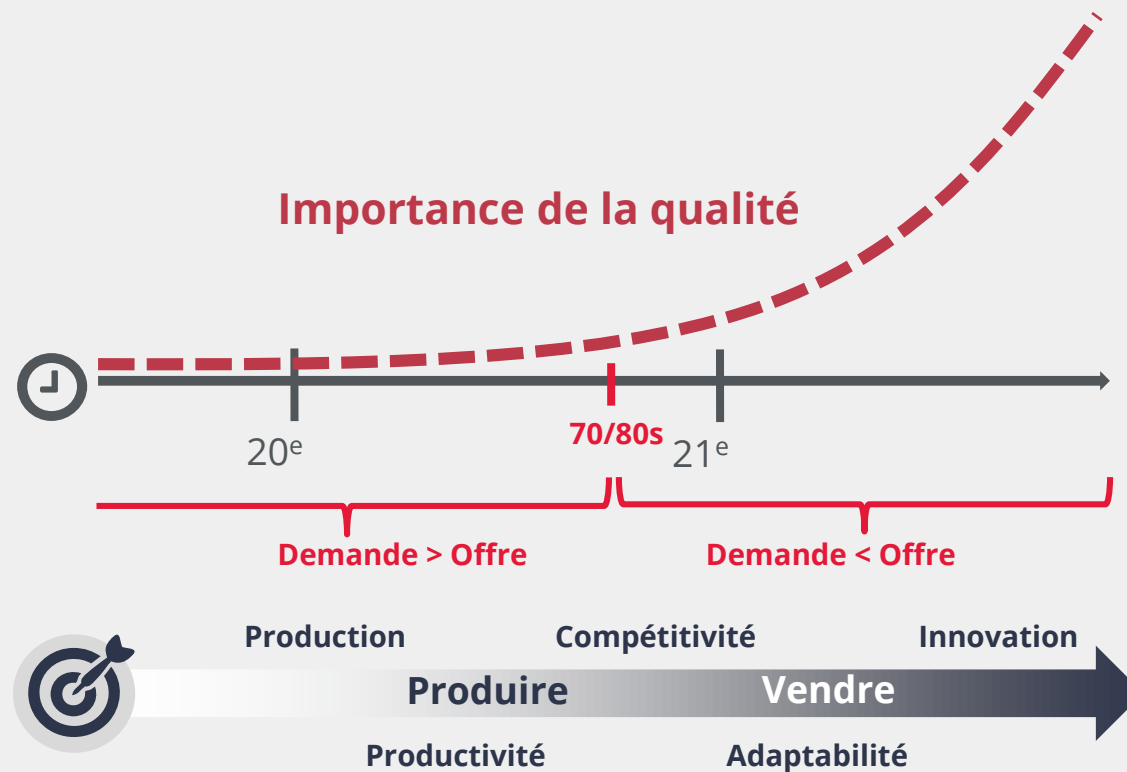 Importance de la qualité
20e
70/80s
21e
Demande > Offre
Demande < Offre
Production
Compétitivité
Innovation
Produire
Vendre
Productivité
Adaptabilité